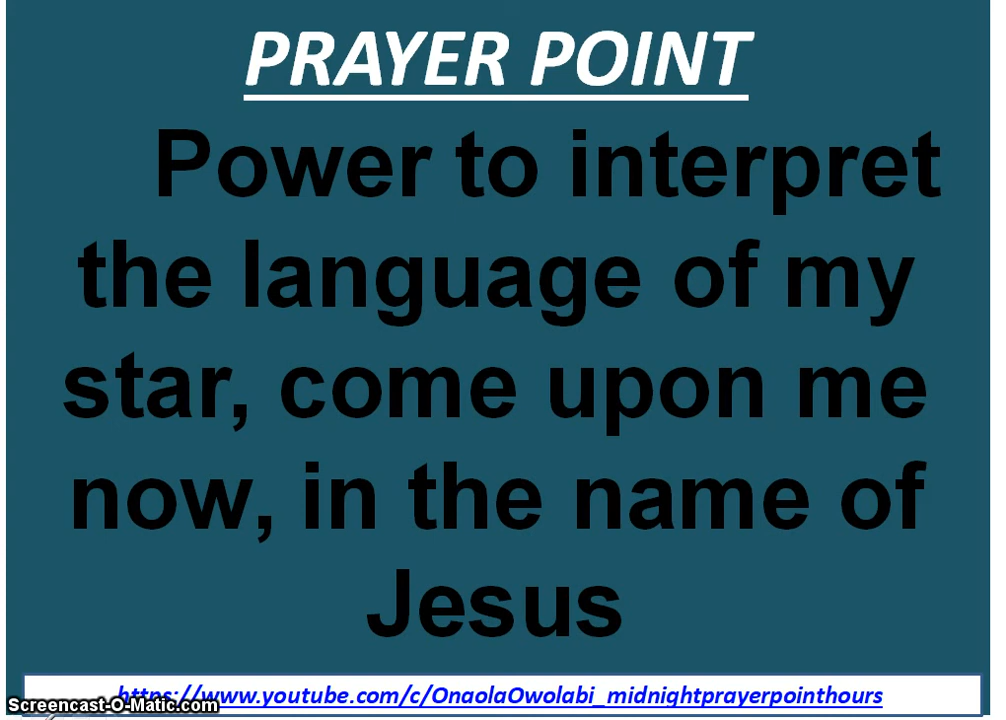 PRAYER POINT
Power to interpret
the language of my
star, come upon me
now, in the name of
Jesus
https://www.youtube.com/c/OnaolaOwolabi_midnightprayerpointhours
Screencast-O-Matic.com